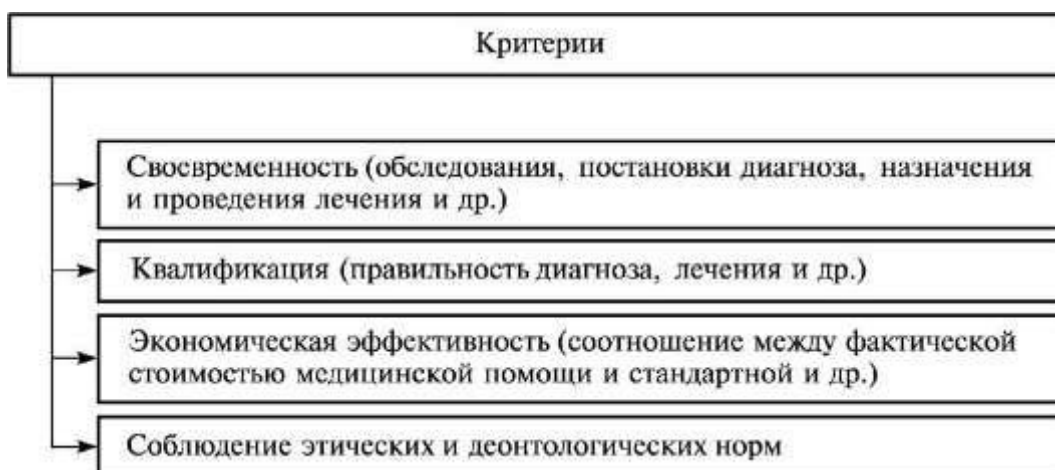 Критерии
Своевременность (обследования, постановки диагноза, назначения
и проведения лечения и др.)
Квалификация (правильность диагноза, лечения и др.)
Экономическая эффективность (соотношение между фактической
стоимостью медицинской помощи и стандартной и др.)
Соблюдение этических и деонтологических норм